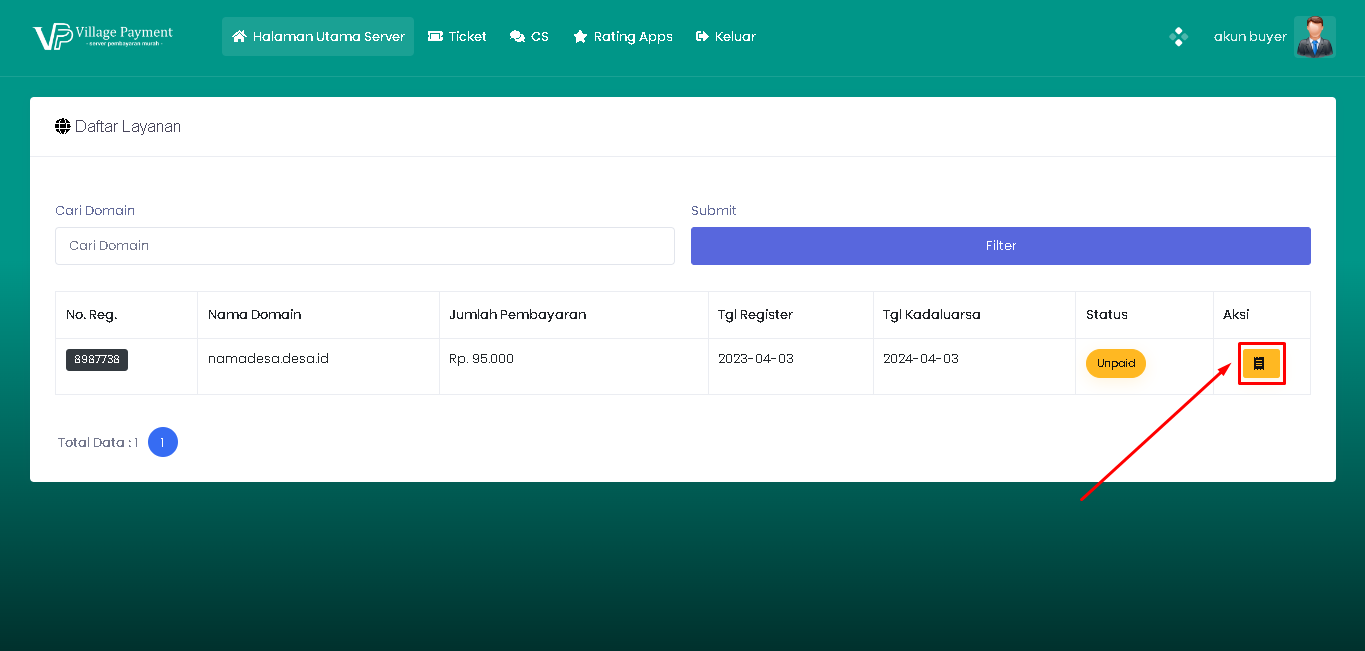 VP Village Payment
- server pembayaran murah -
Halaman Utama Server Ticket CS Rating Apps Keluar
akun buyer
Daftar Layanan
Cari Domain Submit
Cari Domain Filter
No. Reg. Nama Domain Jumlah Pembayaran Tgl Register Tgl Kadaluarsa Status Aksi
8987738 namadesa.desa.id Rp. 95.000 2023-04-03 2024-04-03 Unpaid
Total Data : 1 1